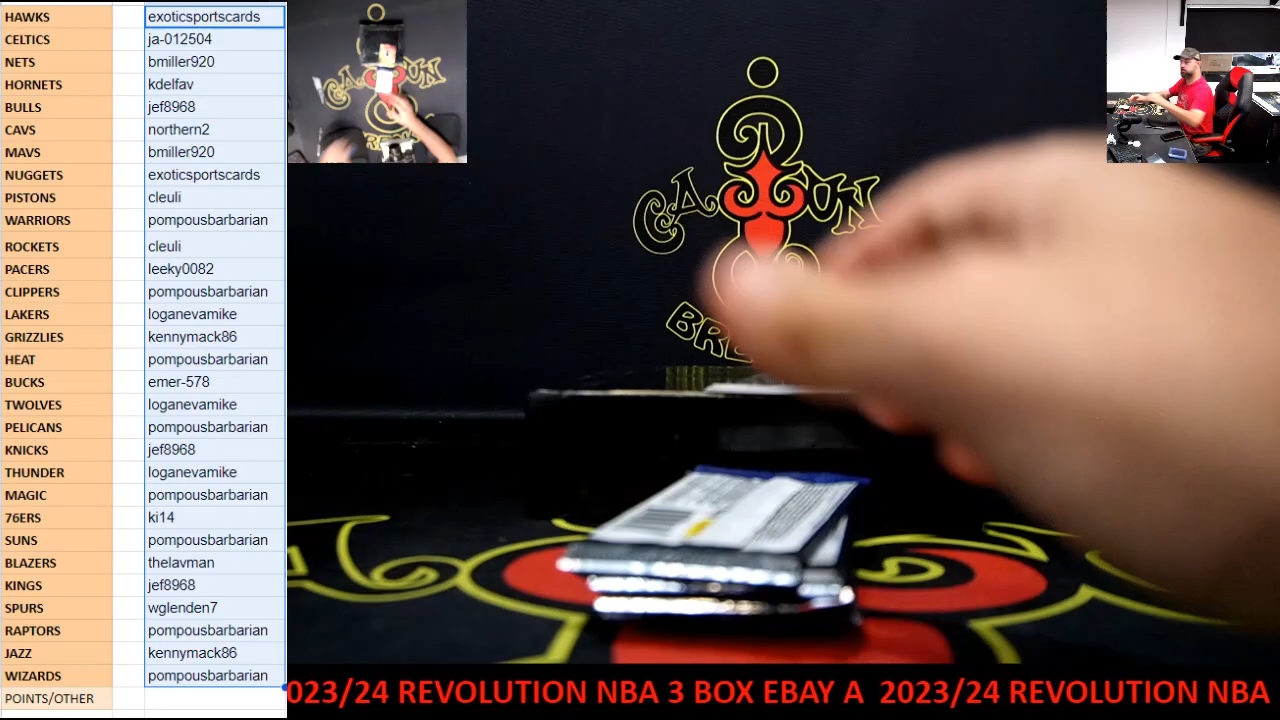 HAWKS exoticsportscards
CELTICS ja-012504
NETS bmiller920
HORNETS kdelfav
BULLS jef8968
CAVS northern2
MAVS bmiller920
NUGGETS exoticsportscards
PISTONS cleuli
WARRIORS pompousbarbarian
ROCKETS cleuli
PACERS leeky0082
CLIPPERS pompousbarbarian
LAKERS loganevamike
GRIZZLIES kennymack86
HEAT pompousbarbarian
BUCKS emer-578
TWOLVES loganevamike
PELICANS pompousbarbarian
KNICKS jef8968
THUNDER loganevamike
MAGIC pompousbarbarian
76ERS ki14
SUNS pompousbarbarian
BLAZERS thelavman
KINGS jef8968
SPURS wglenden7
RAPTORS pompousbarbarian
JAZZ kennymack86
WIZARDS pompousbarbarian
POINTS/OTHER
CAJUN
BRE
023/24 REVOLUTION NBA 3 BOX EBAY A 2023/24 REVOLUTION NBA